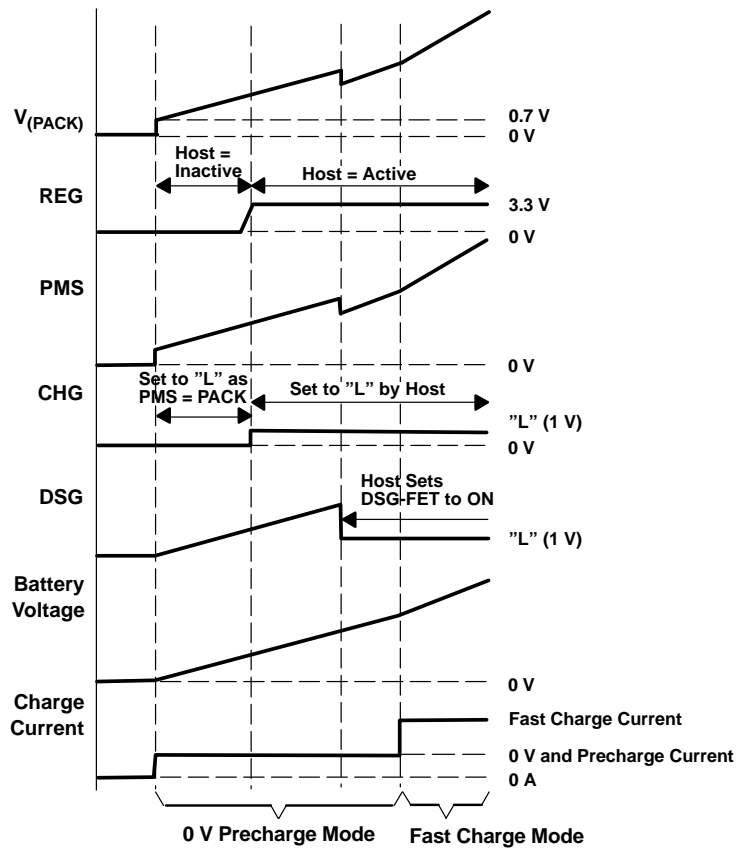 V(PACK)
0.7 V
0 V
Host =
Inactive
Host = Active
REG
3.3 V
0 V
PMS
0 V
CHG
Set to ”L” as
PMS = PACK
Set to ”L” by Host
”L” (1 V)
0 V
DSG
Host Sets
DSG-FET to ON
”L” (1 V)
Battery
Voltage
0 V
Charge
Current
Fast Charge Current
0 V and Precharge Current
0 A
0 V Precharge Mode
Fast Charge Mode